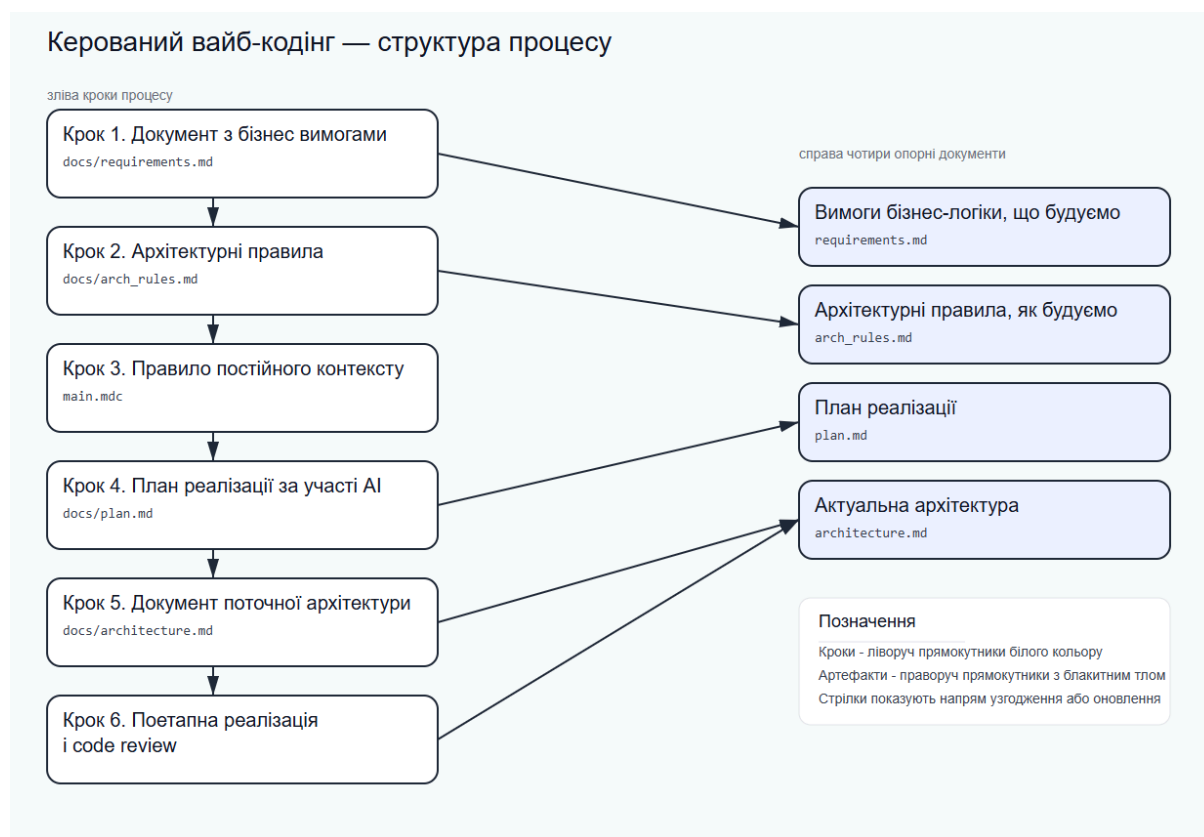 Керований вайб-кодінг — структура процесу
зліва кроки процесу
Крок 1. Документ з бізнес вимогами
docs/requirements.md
Крок 2. Архітектурні правила
docs/arch_rules.md
Крок 3. Правило постійного контексту
main.mdc
Крок 4. План реалізації за участі AI
docs/plan.md
Крок 5. Документ поточної архітектури
docs/architecture.md
Крок 6. Поетапна реалізація
і code review
справа чотири опорні документи
Вимоги бізнес-логіки, що будуємо
requirements.md
Архітектурні правила, як будуємо
arch_rules.md
План реалізації
plan.md
Актуальна архітектура
architecture.md
Позначення
Кроки - ліворуч прямокутники білого кольору
Артефакти - праворуч прямокутники з блакитним тлом
Стрілки показують напрям узгодження або оновлення